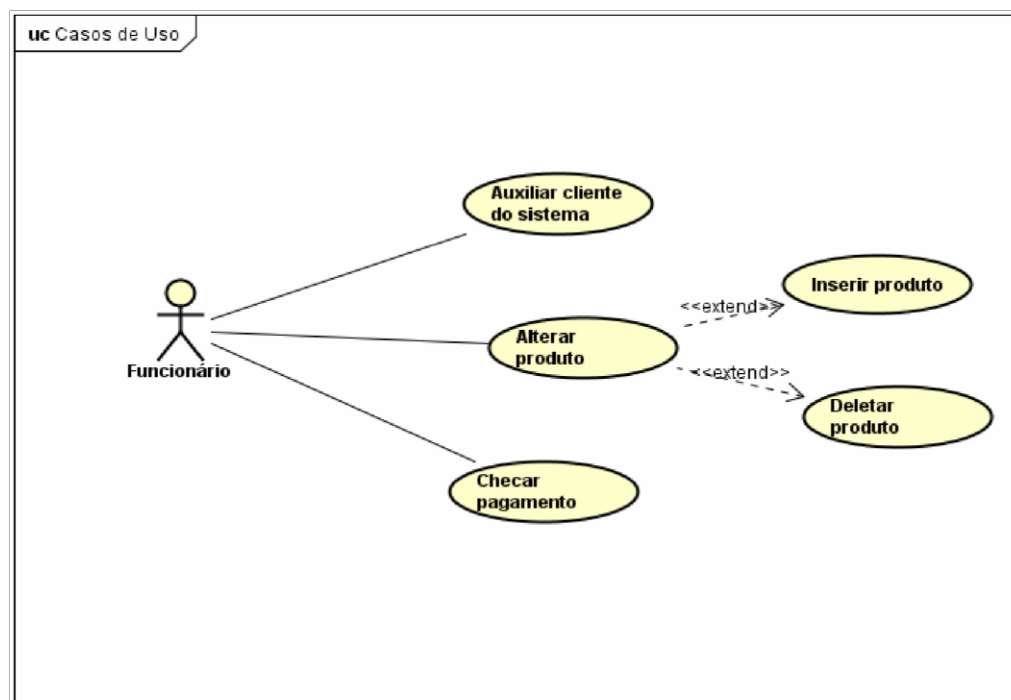 uc Casos de Uso
Auxiliar cliente
do sistema
Inserir produto
<<extend>>
Alterar
produto
Funcionário
<<extend>>
Deletar
produto
Checar
pagamento